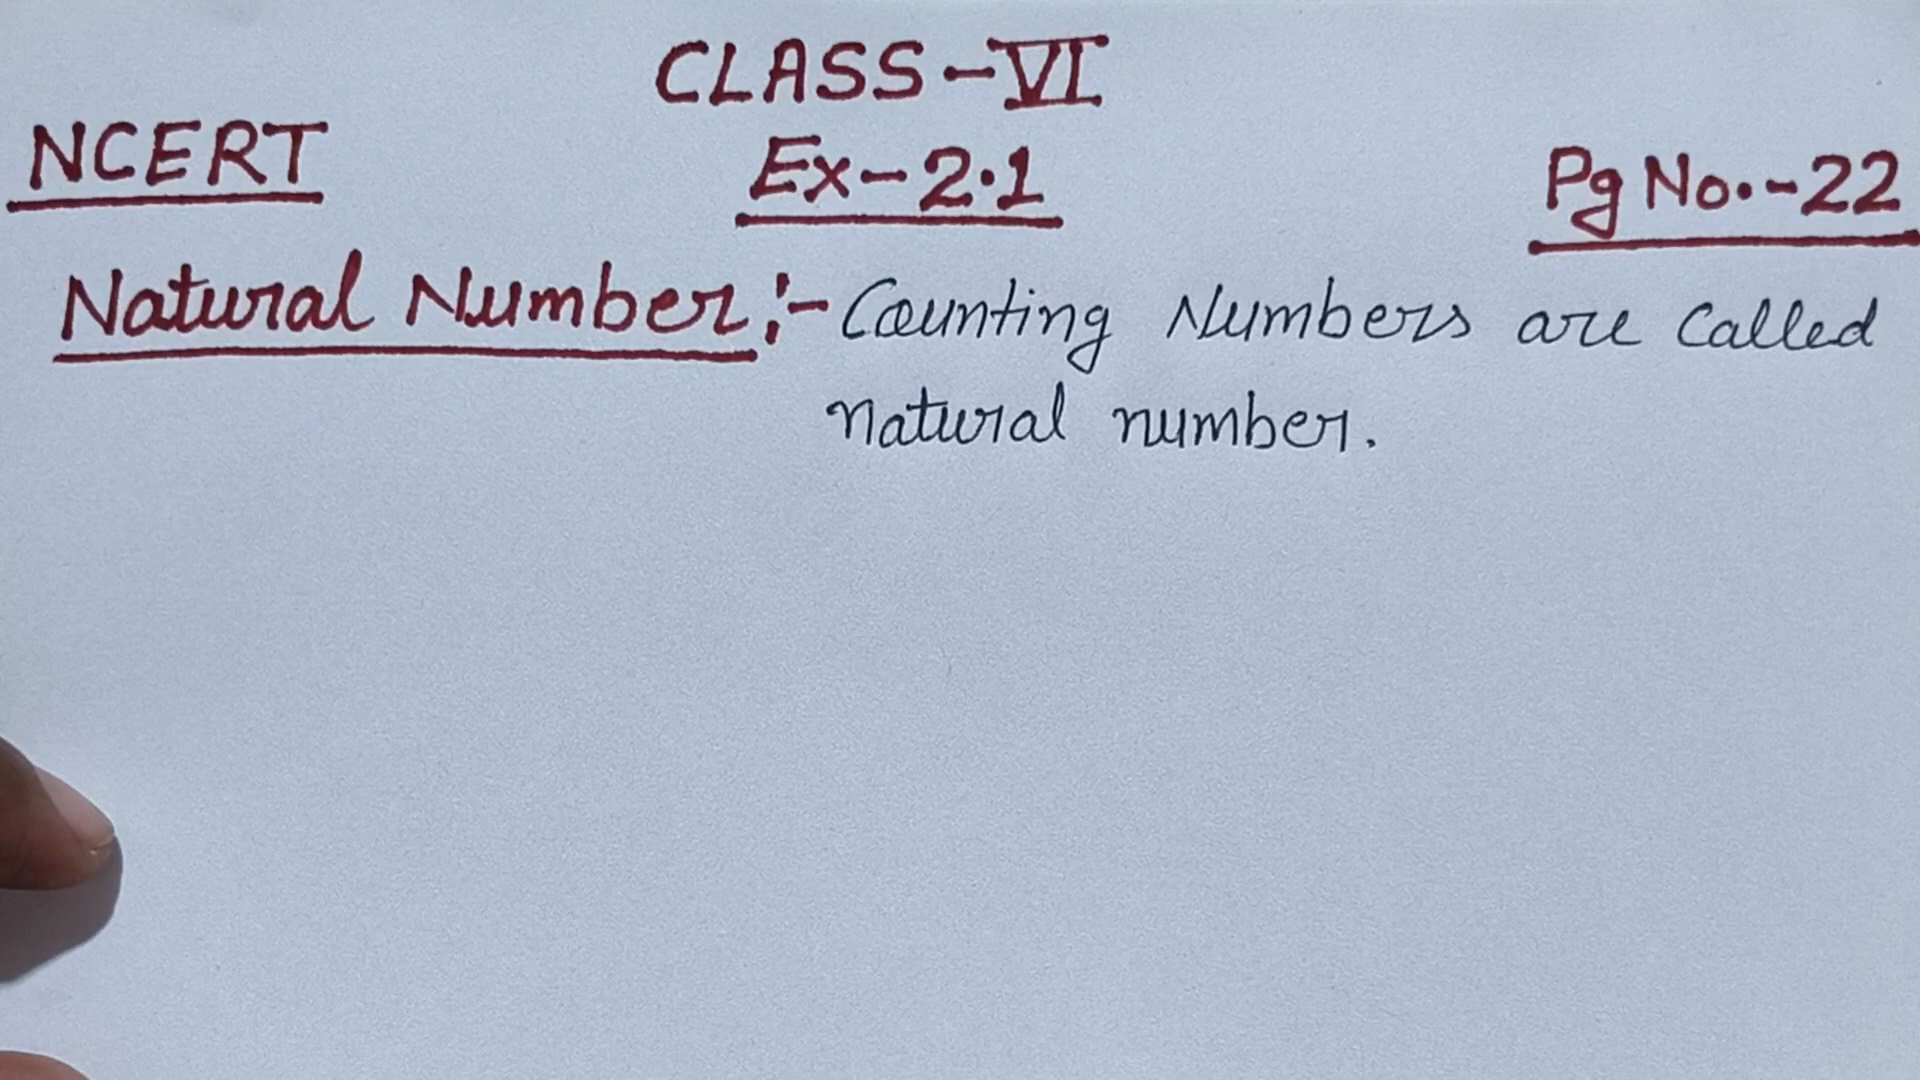 CLASS-VI
NCERT
Ex-2.1
Pg No.-22
Natural Number:- Counting Numbers are Called
natural number.